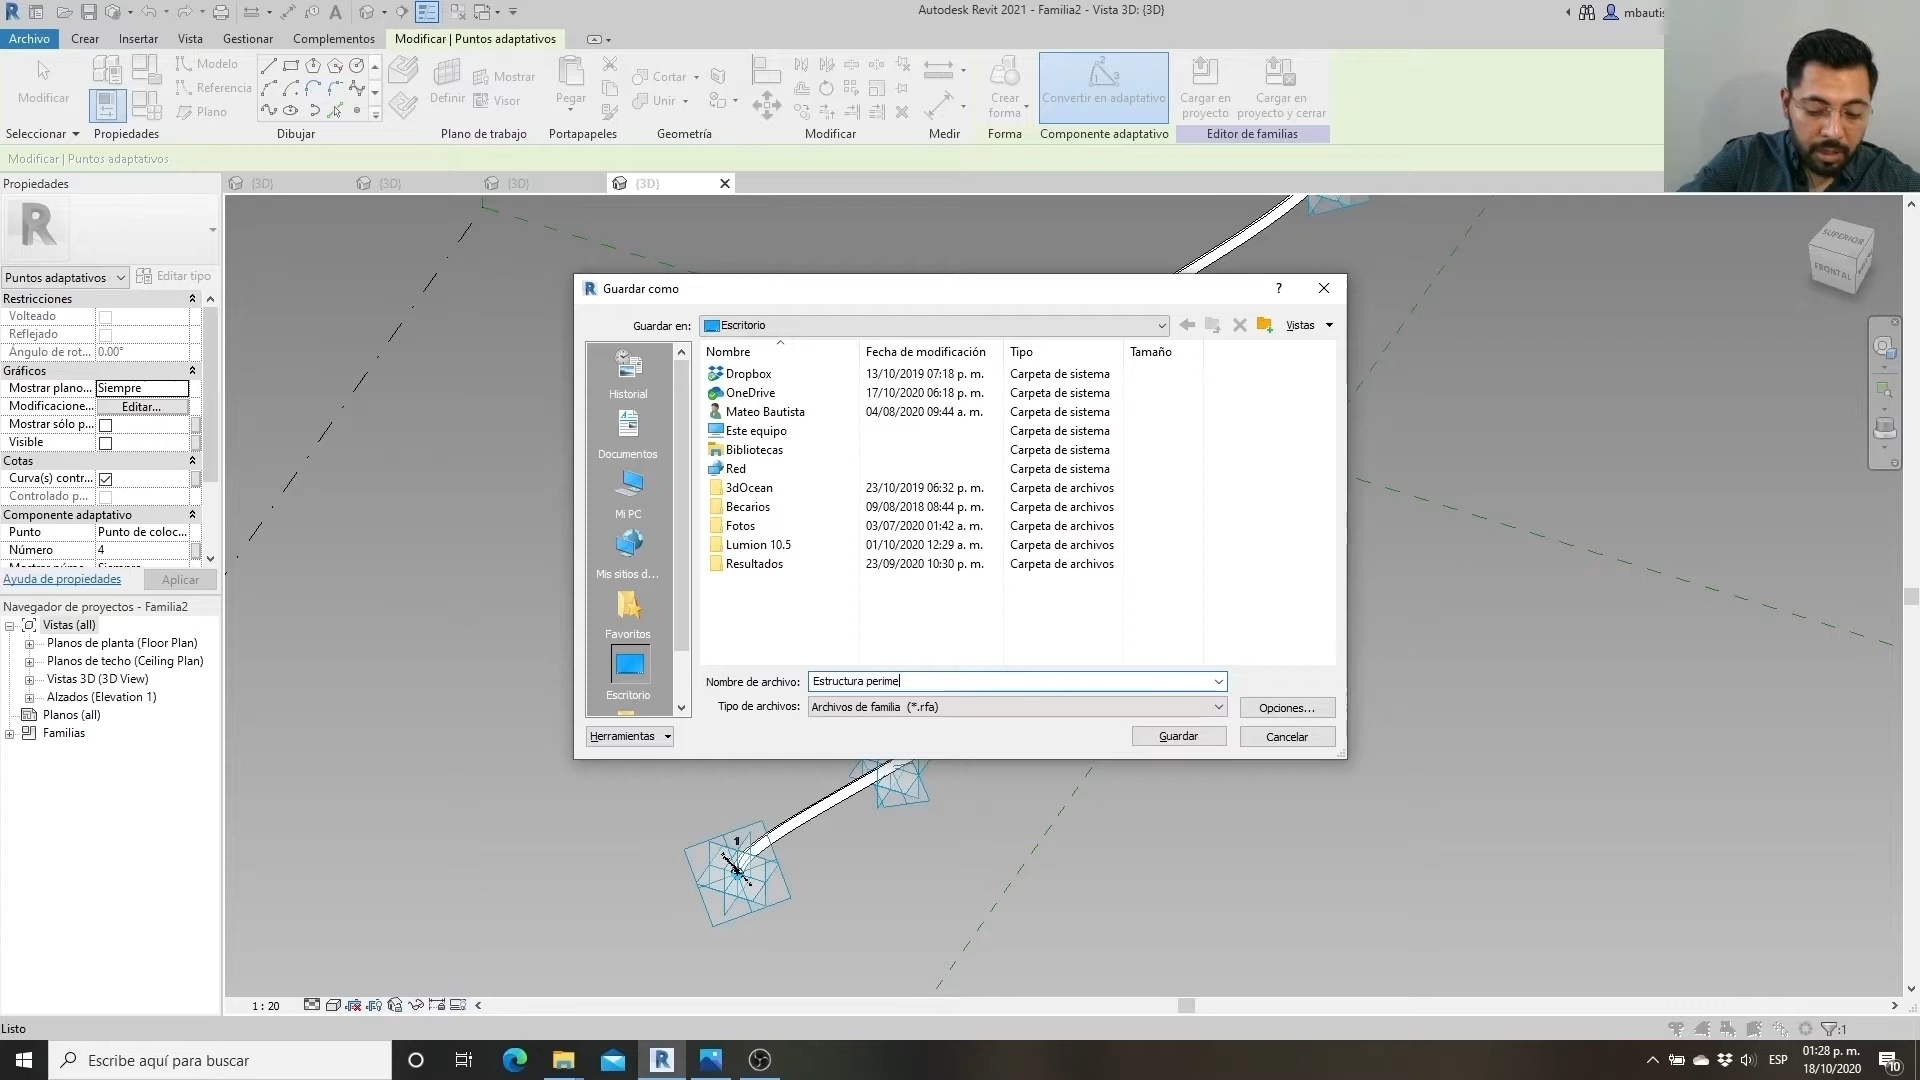 Autodesk Revit 2021 - Familia2 - Vista 3D: {3D}
mbautis
Archivo Crear Insertar Vista Gestionar Complementos Modificar | Puntos adaptativos
Modelo
Referencia
Plano
Modificar
Definir
Mostrar
Visor
Pegar
Cortar
Unir
Crear forma
Convertir en adaptativo
Cargar en proyecto
Cargar en proyecto y cerrar
Seleccionar Propiedades Dibujar Plano de trabajo Portapapeles Geometría Modificar Medir Forma Componente adaptativo Editor de familias
Modificar | Puntos adaptativos
Propiedades
{3D} {3D} {3D} {3D}
Puntos adaptativos Editar tipo
Restricciones
Volteado
Reflejado
Ángulo de rot... 0.00°
Gráficos
Mostrar plano... Siempre
Modificacione... Editar...
Mostrar sólo p...
Visible
Cotas
Curva(s) contr...
Controlado p...
Componente adaptativo
Punto Punto de coloc...
Número 4
Ayuda de propiedades Aplicar
Navegador de proyectos - Familia2
Vistas (all)
Planos de planta (Floor Plan)
Planos de techo (Ceiling Plan)
Vistas 3D (3D View)
Alzados (Elevation 1)
Planos (all)
Familias
SUPERIOR
FRONTAL
Guardar como
?
Guardar en: Escritorio Vistas
Nombre Fecha de modificación Tipo Tamaño
Dropbox 13/10/2019 07:18 p. m. Carpeta de sistema
OneDrive 17/10/2020 06:18 p. m. Carpeta de sistema
Mateo Bautista 04/08/2020 09:44 a. m. Carpeta de sistema
Este equipo Carpeta de sistema
Bibliotecas Carpeta de sistema
Red Carpeta de sistema
3dOcean 23/10/2019 06:32 p. m. Carpeta de archivos
Becarios 09/08/2018 08:44 p. m. Carpeta de archivos
Fotos 03/07/2020 01:42 a. m. Carpeta de archivos
Lumion 10.5 01/10/2020 12:29 a. m. Carpeta de archivos
Resultados 23/09/2020 10:30 p. m. Carpeta de archivos
Historial
Documentos
Mi PC
Mis sitios d...
Favoritos
Escritorio
Nombre de archivo: Estructura perime
Tipo de archivos: Archivos de familia (*.rfa) Opciones...
Herramientas Guardar Cancelar
1
1 : 20
Listo
:1
Escribe aquí para buscar
ESP
01:28 p. m.
18/10/2020
10